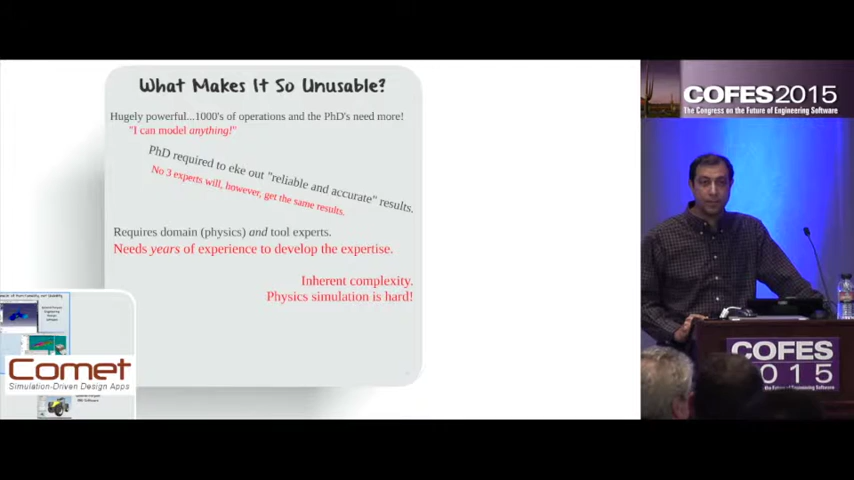 What Makes It So Unusable?
Hugely powerful...1000's of operations and the PhD's need more!
"I can model anything!"
PhD required to eke out "reliable and accurate" results.
No 3 experts will, however, get the same results.
Requires domain (physics) and tool experts.
Needs years of experience to develop the expertise.
Inherent complexity.
Physics simulation is hard!
Comet
Simulation-Driven Design Apps
COFES2015
The Congress on the Future of Engineering Software
COFES
2015
the Future of Engineering Software